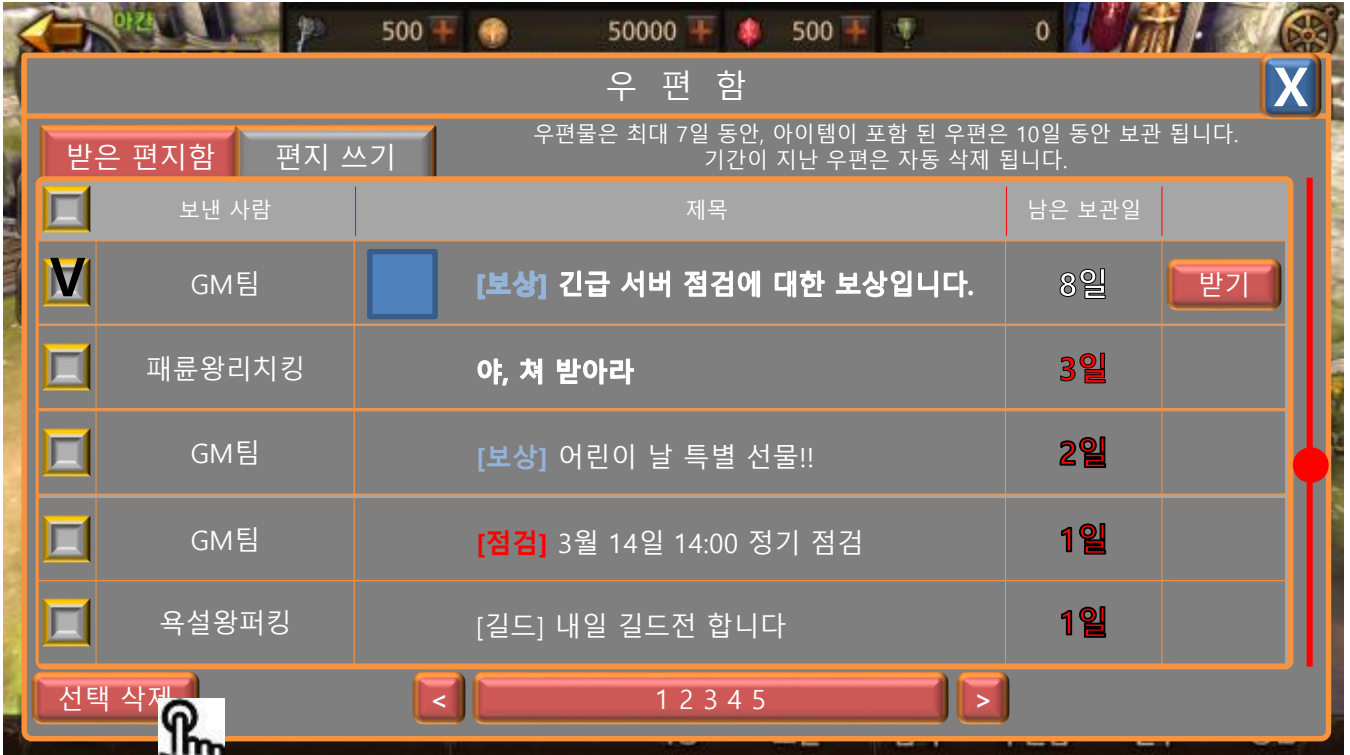 야간
500 + 50000 + 500 + 0
우 편 함
X
받은 편지함 편지 쓰기
우편물은 최대 7일 동안, 아이템이 포함 된 우편은 10일 동안 보관 됩니다.
기간이 지난 우편은 자동 삭제 됩니다.
보낸 사람 제목 남은 보관일
V GM팀 [보상] 긴급 서버 점검에 대한 보상입니다. 8일 받기
패륜왕리치킹 야, 쳐 받아라 3일
GM팀 [보상] 어린이 날 특별 선물!! 2일
GM팀 [점검] 3월 14일 14:00 정기 점검 1일
욕설왕퍼킹 [길드] 내일 길드전 합니다 1일
선택 삭제 < 1 2 3 4 5 >